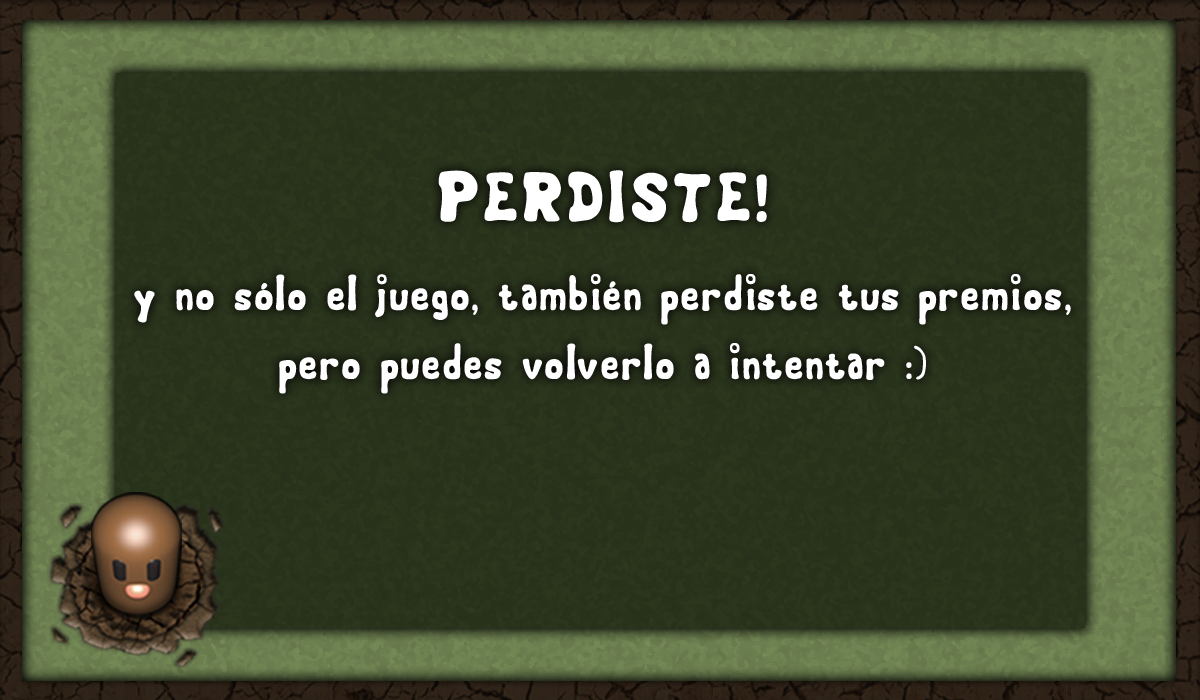 PERDISTE!
y no sólo el juego, también perdiste tus premios,
pero puedes volverlo a intentar :)